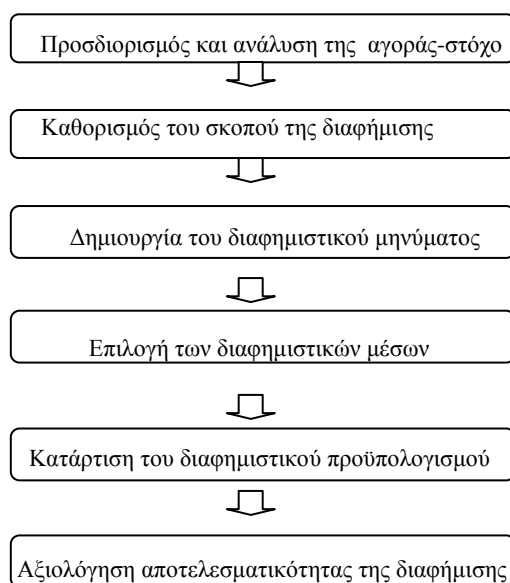 Προσδιορισμός και ανάλυση της αγοράς-στόχο
Καθορισμός του σκοπού της διαφήμισης
Δημιουργία του διαφημιστικού μηνύματος
Επιλογή των διαφημιστικών μέσων
Κατάρτιση του διαφημιστικού προϋπολογισμού
Αξιολόγηση αποτελεσματικότητας της διαφήμισης